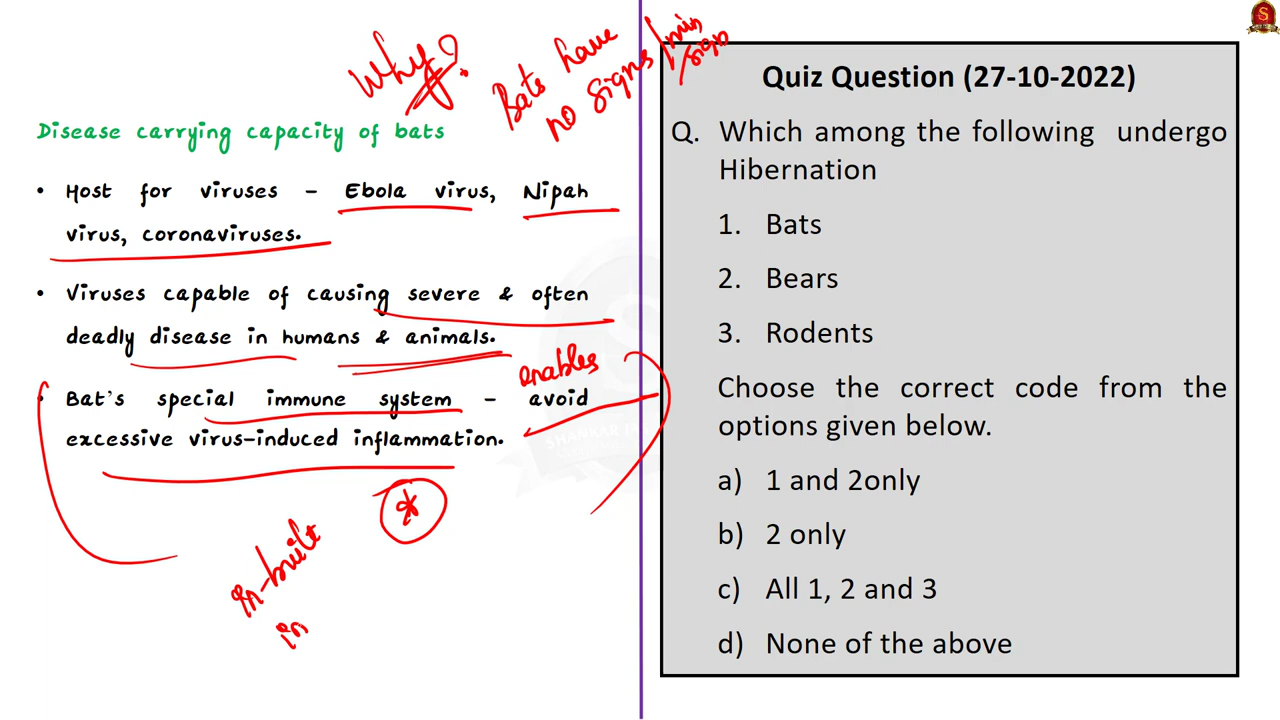 Why?
Bats have
no signs / min
sign
Disease carrying capacity of bats
• Host for viruses – Ebola virus, Nipah
virus, coronaviruses.
• Viruses capable of causing severe & often
deadly disease in humans & animals.
enables
• Bat's special immune system – avoid
excessive virus-induced inflammation.
*
in-built
in
Quiz Question (27-10-2022)
Q. Which among the following undergo
Hibernation
1. Bats
2. Bears
3. Rodents
Choose the correct code from the
options given below.
a) 1 and 2only
b) 2 only
c) All 1, 2 and 3
d) None of the above